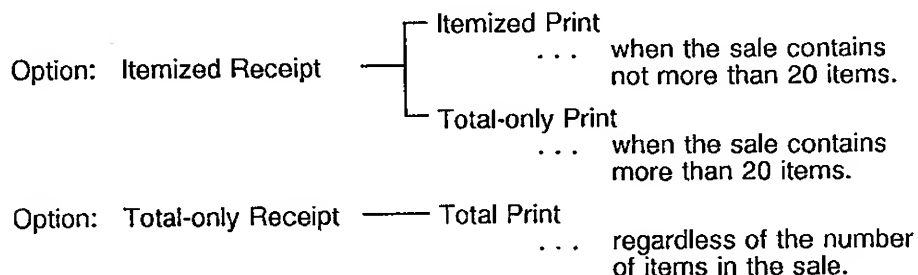 Itemized Print
. . . when the sale contains
Option: Itemized Receipt
not more than 20 items.
Total-only Print
. . . when the sale contains
more than 20 items.
Option: Total-only Receipt Total Print
. . . regardless of the number
of items in the sale.